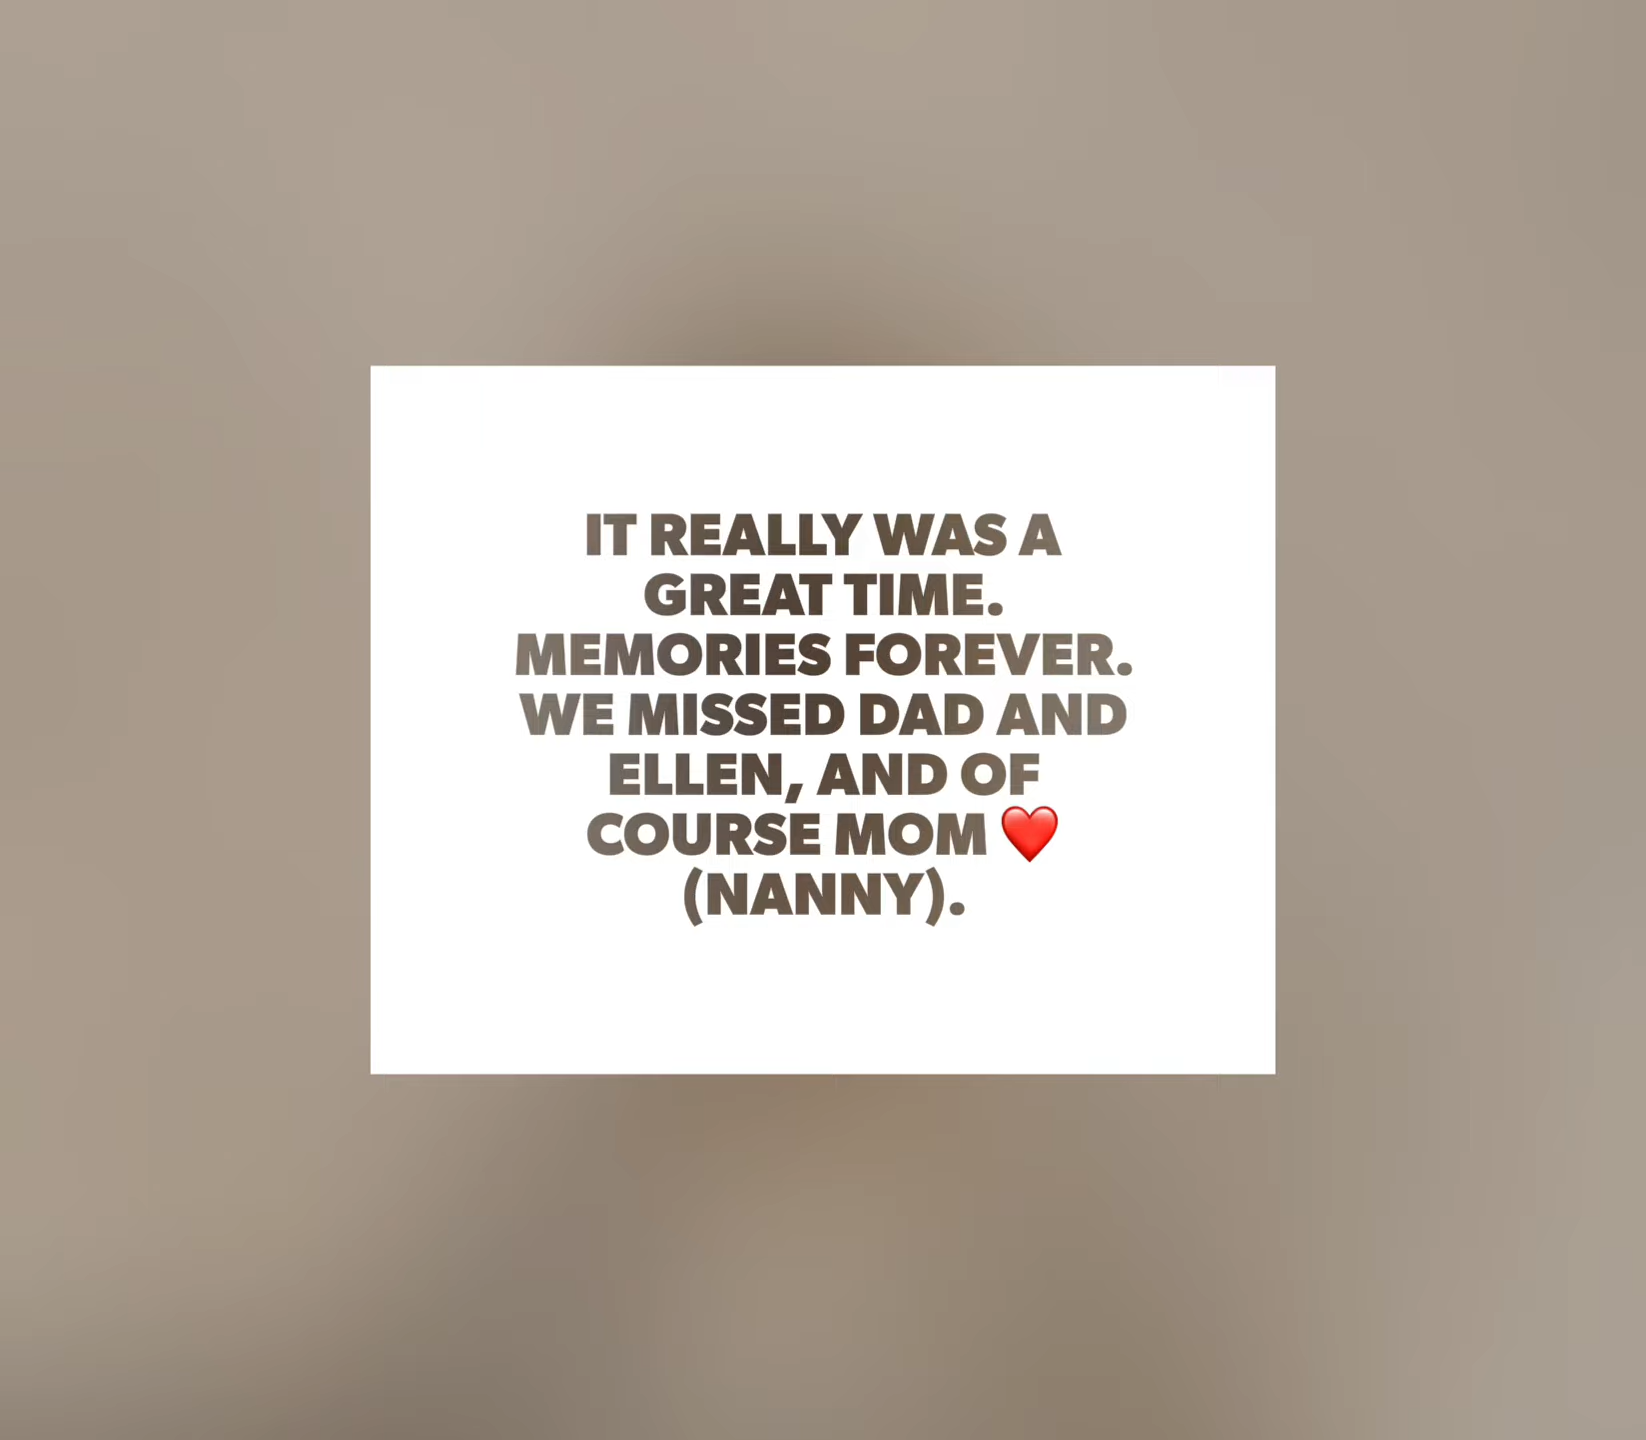 IT REALLY WAS A
GREAT TIME.
MEMORIES FOREVER.
WE MISSED DAD AND
ELLEN, AND OF
COURSE MOM ❤️
(NANNY).